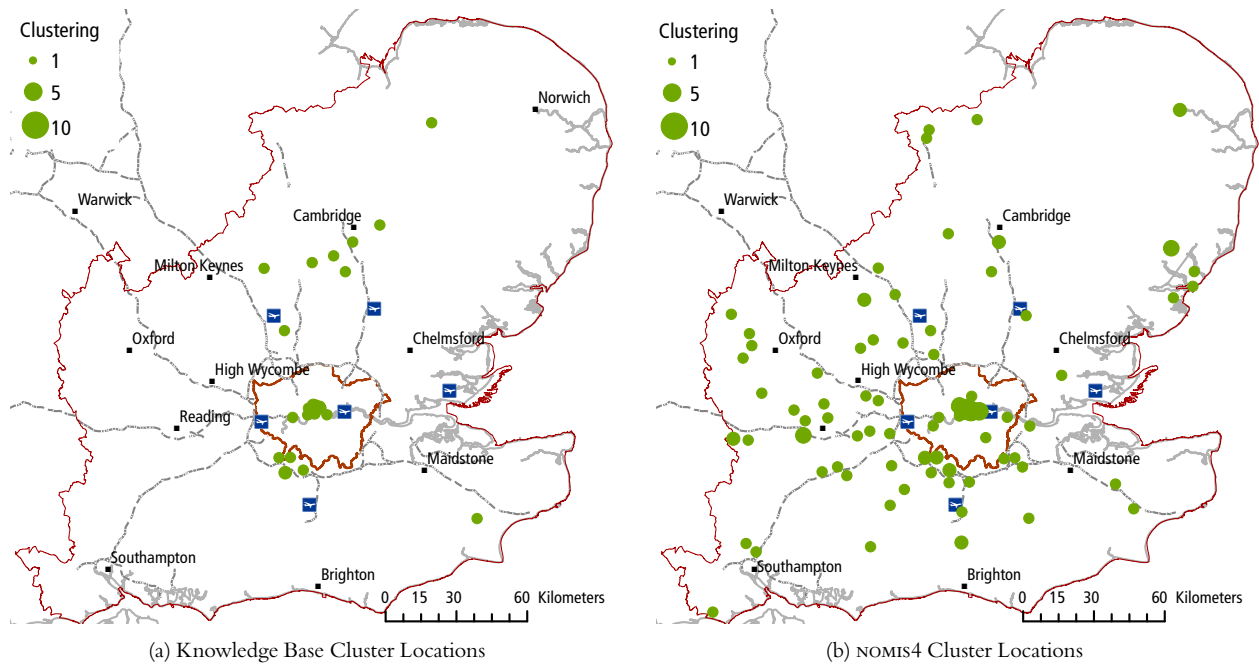 Clustering
1
5
10
Norwich
Warwick
Cambridge
Milton Keynes
Oxford
Chelmsford
High Wycombe
Reading
Maidstone
Southampton
Brighton
0 15 30 60 Kilometers
(a) Knowledge Base Cluster Locations
Clustering
1
5
10
Norwich
Warwick
Cambridge
Milton Keynes
Oxford
Chelmsford
High Wycombe
Maidstone
Southampton
Brighton
0 15 30 60 Kilometers
(b) NOMIS4 Cluster Locations